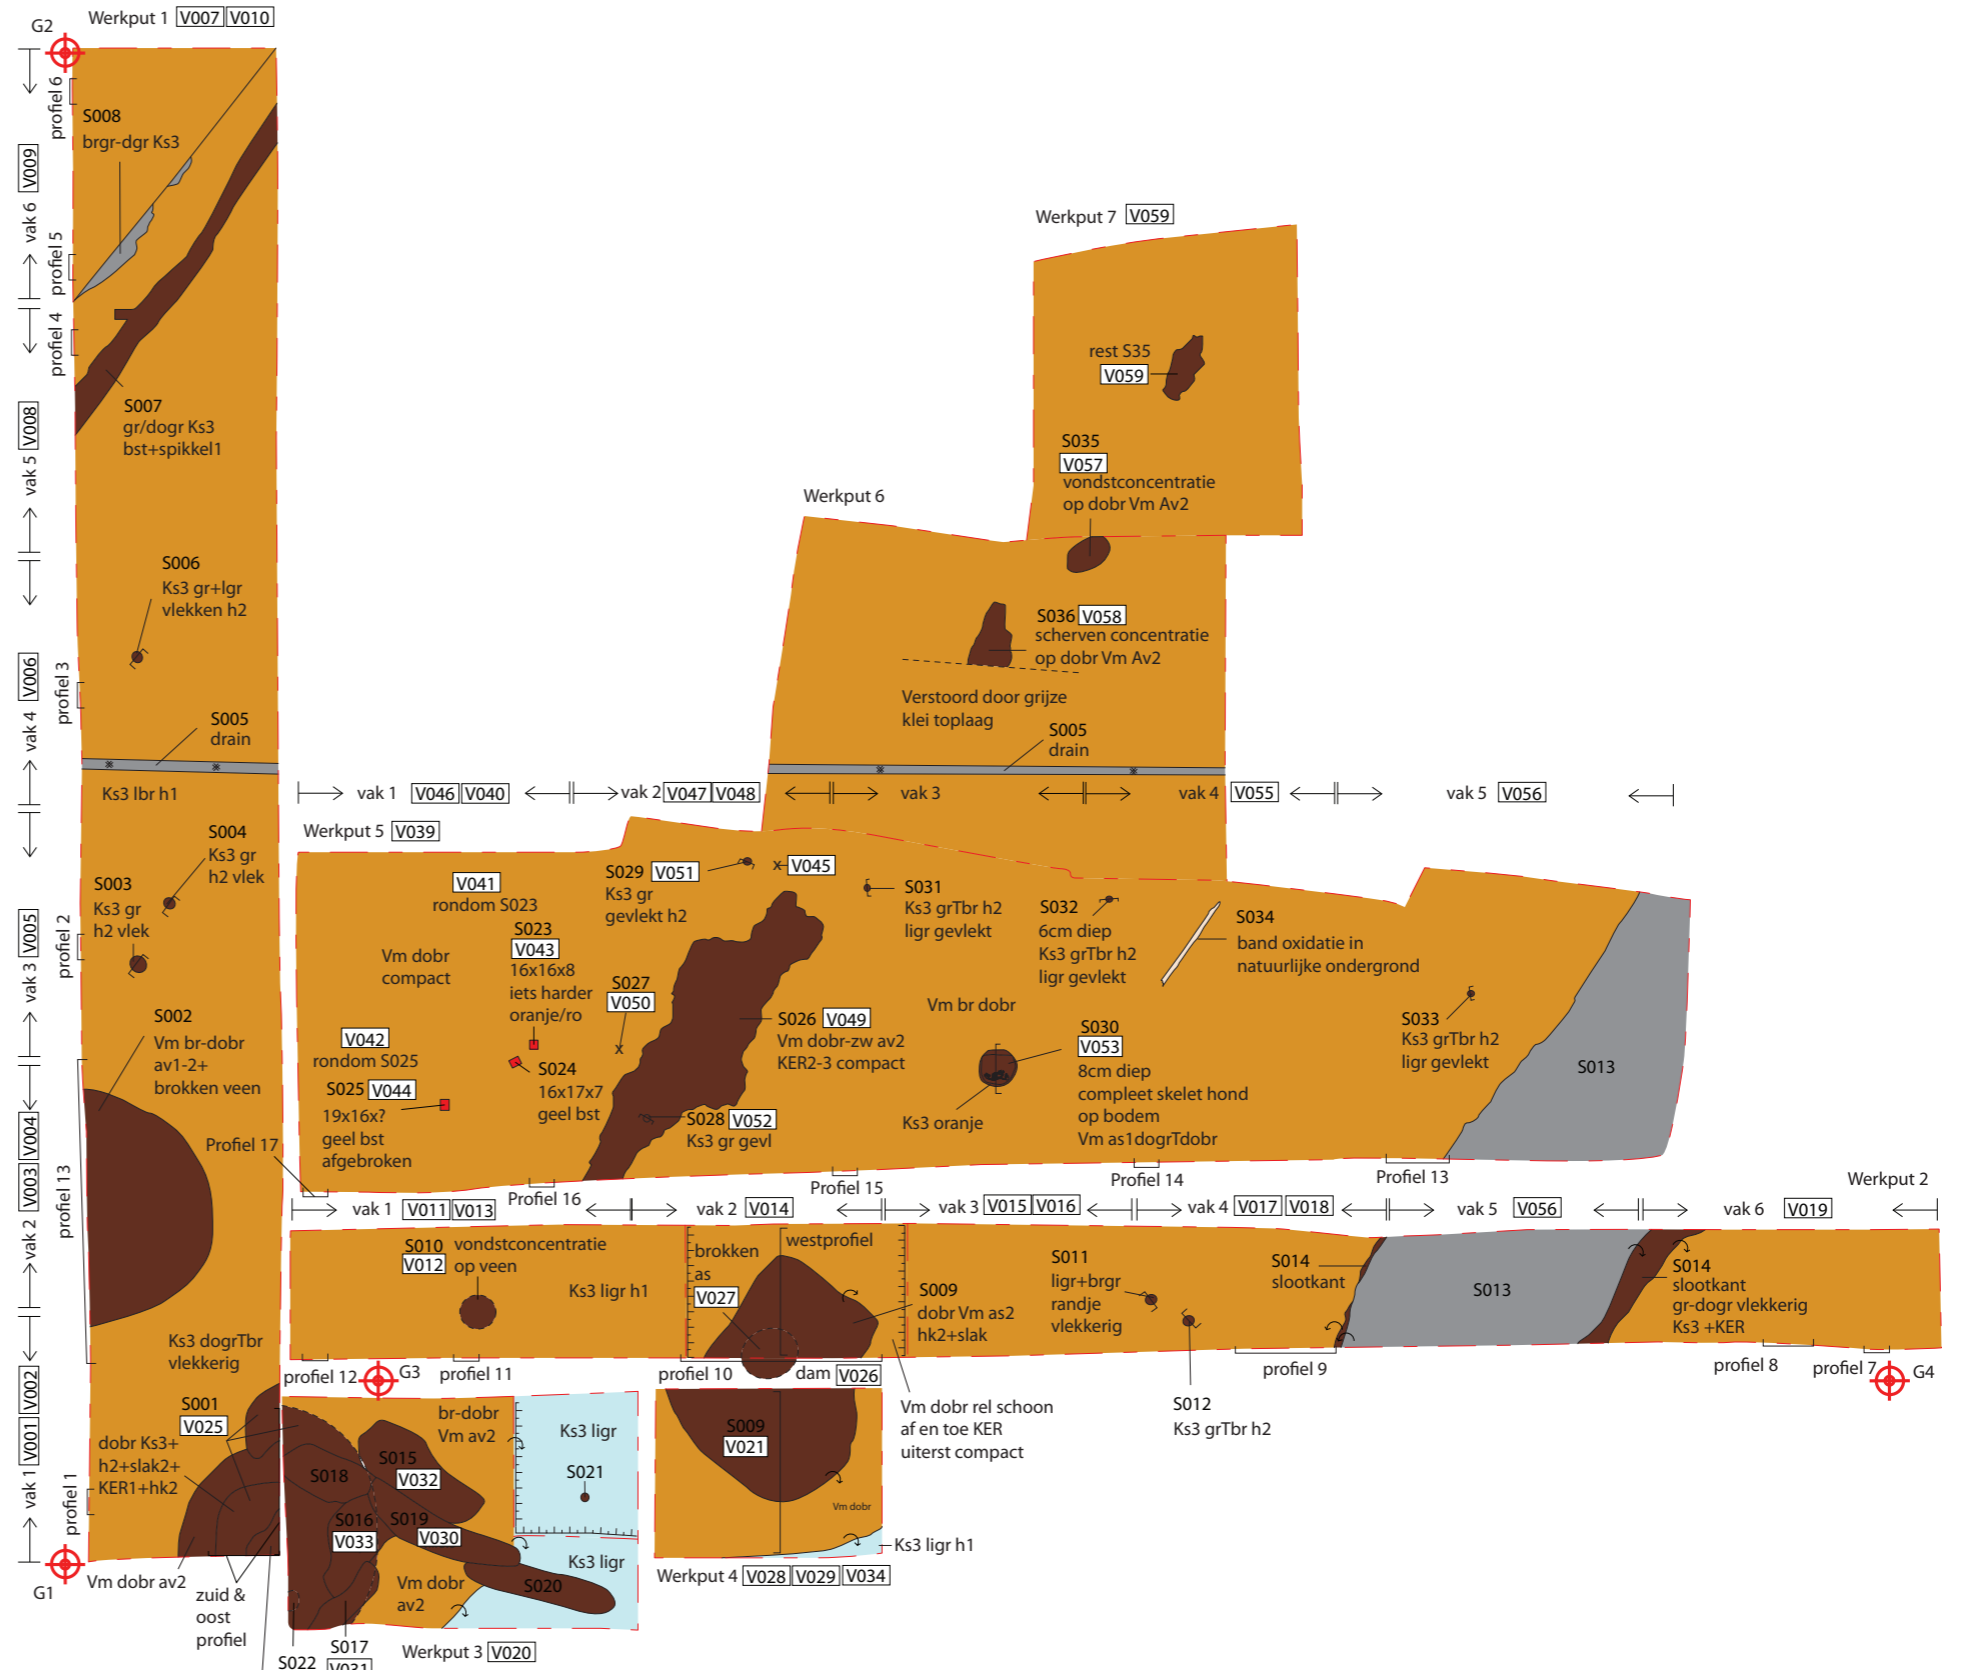 G2
Werkput 1 V007 V010
profiel 6
S008
brgr-dgr Ks3
V009
vak 6
profiel 5
profiel 4
S007
gr/dogr Ks3
bst+spikkel1
V008
vak 5
S006
Ks3 gr+lgr
vlekken h2
V006
vak 4
profiel 3
S005
drain
Ks3 lbr h1
S004
Ks3 gr
h2 vlek
S003
Ks3 gr
h2 vlek
V005
vak 3
profiel 2
S002
Vm br-dobr
av1-2+
brokken veen
V004
V003
vak 2
profiel 13
Ks3 dogrTbr
vlekkerig
V002
V001
vak 1
profiel 1
S001
V025
dobr Ks3+
h2+slak2+
KER1+hk2
G1
Vm dobr av2
zuid &
oost
profiel
Werkput 7 V059
rest S35
V059
S035
V057
vondstconcentratie
op dobr Vm Av2
Werkput 6
S036 V058
scherven concentratie
op dobr Vm Av2
Verstoord door grijze
klei toplaag
S005
drain
vak 1 V046 V040
vak 2 V047 V048
vak 3
vak 4 V055
vak 5 V056
Werkput 5 V039
V041
rondom S023
Vm dobr
compact
S023
V043
16x16x8
iets harder
oranje/ro
V042
rondom S025
S025 V044
19x16x?
geel bst
afgebroken
S024
16x17x7
geel bst
S027
V050
S029 V051
Ks3 gr
gevlekt h2
V045
S026 V049
Vm dobr-zw av2
KER2-3 compact
S028 V052
Ks3 gr gevl
S031
Ks3 grTbr h2
ligr gevlekt
Vm br dobr
Ks3 oranje
S032
6cm diep
Ks3 grTbr h2
ligr gevlekt
S030
V053
8cm diep
compleet skelet hond
op bodem
Vm as1dogrTdobr
S034
band oxidatie in
natuurlijke ondergrond
S033
Ks3 grTbr h2
ligr gevlekt
S013
Profiel 17
Profiel 16
Profiel 15
Profiel 14
Profiel 13
Werkput 2
vak 1 V011 V013
vak 2 V014
vak 3 V015 V016
vak 4 V017 V018
vak 5 V056
vak 6 V019
S010
V012
vondstconcentratie
op veen
Ks3 ligr h1
brokken
as
V027
westprofiel
S009
dobr Vm as2
hk2+slak
S011
ligr+brgr
randje
vlekkerig
S014
slootkant
S013
S014
slootkant
gr-dogr vlekkerig
Ks3 +KER
profiel 12
G3
profiel 11
profiel 10
dam V026
profiel 9
profiel 8
profiel 7
G4
S012
Ks3 grTbr h2
Vm dobr rel schoon
af en toe KER
uiterst compact
br-dobr
Vm av2
S015
V032
S018
S016
V033
S019
V030
Ks3 ligr
S021
Ks3 ligr
S020
Vm dobr
av2
S022
S017
V031
Werkput 3 V020
S009
V021
Vm dobr
Ks3 ligr h1
Werkput 4 V028 V029 V034